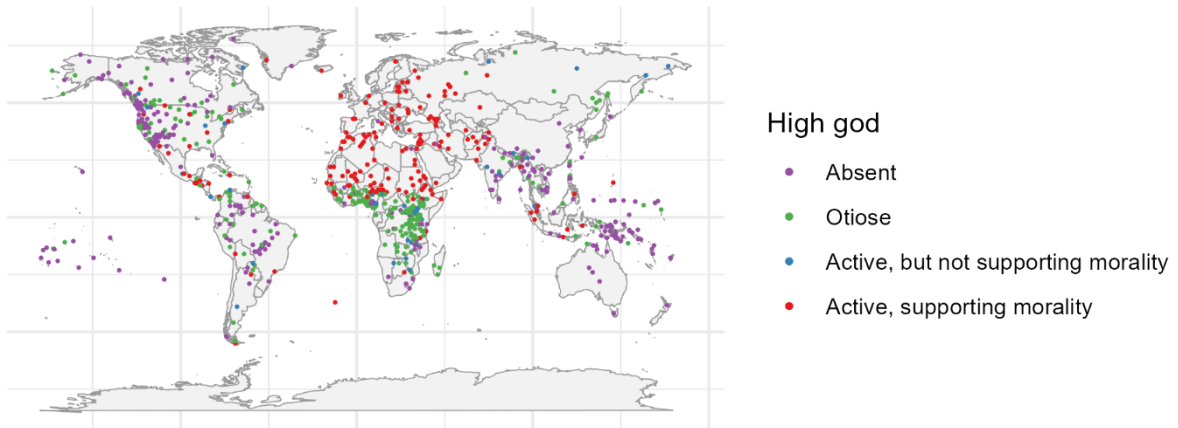 High god
Absent
Otiose
Active, but not supporting morality
Active, supporting morality